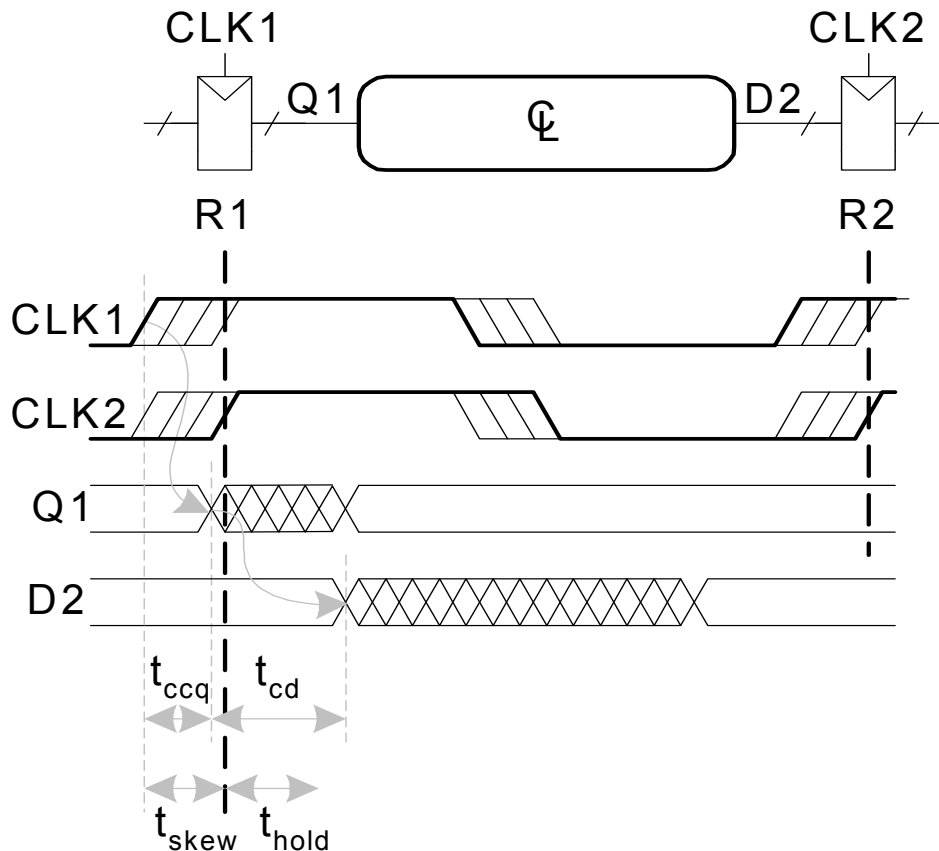 CLK1 CLK2
Q1 CL D2
R1 R2
CLK1
CLK2
Q1
D2
tccq tcd
tskew thold